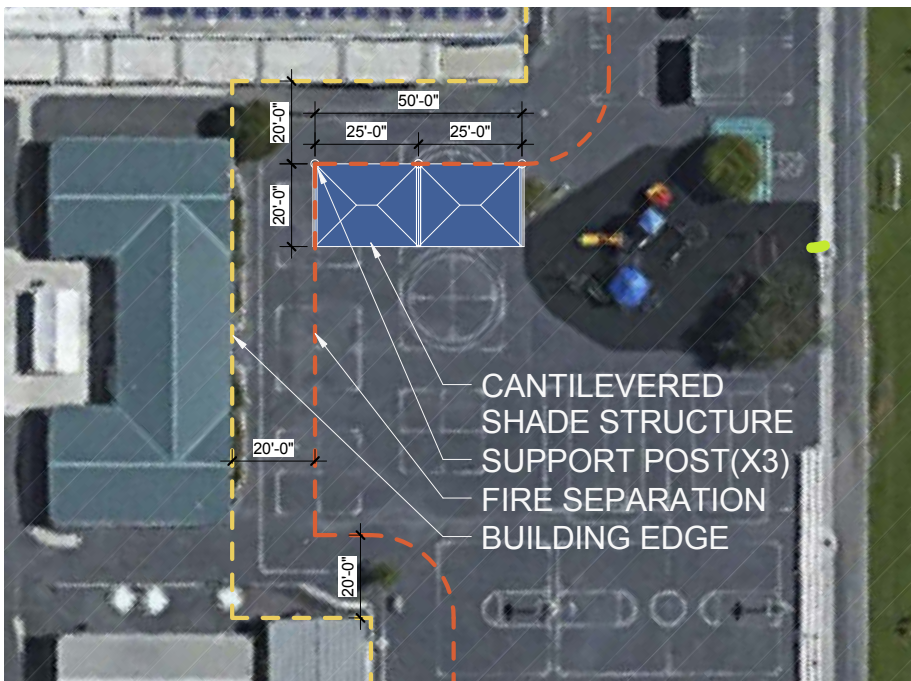 50'-0"
25'-0"
25'-0"
20'-0"
20'-0"
CANTILEVERED
SHADE STRUCTURE
SUPPORT POST(X3)
FIRE SEPARATION
BUILDING EDGE
20'-0"
20'-0"